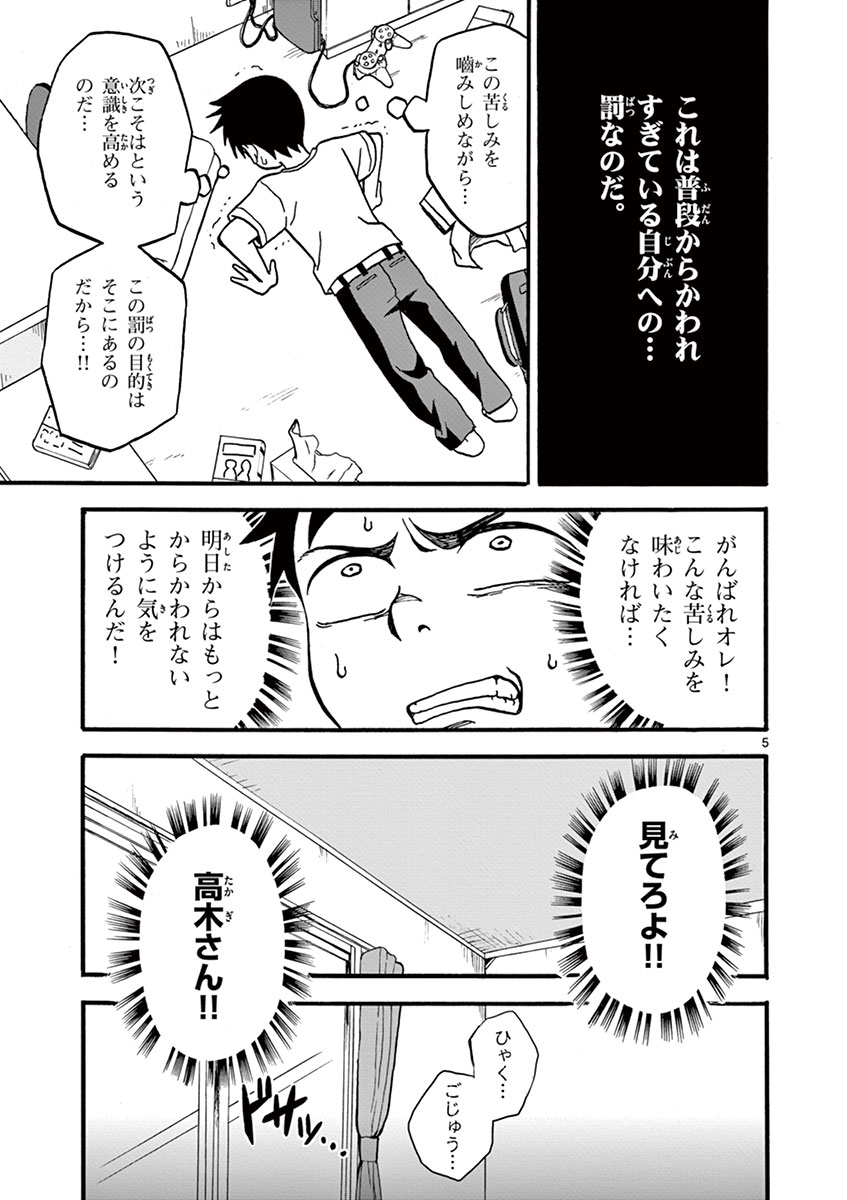 これは普段からかわれ
すぎている自分への…
罰なのだ。
この苦しみを
噛みしめながら…
次こそはという
意識を高める
のだ…
この罰の目的は
そこにあるの
だから…!!
がんばれオレ！
こんな苦しみを
味わいたく
なければ…
明日からはもっと
からかわれない
ように気を
つけるんだ！
5
見てろよ!!
高木さん!!
ひゃく…
ごじゅう…
ドサッ…